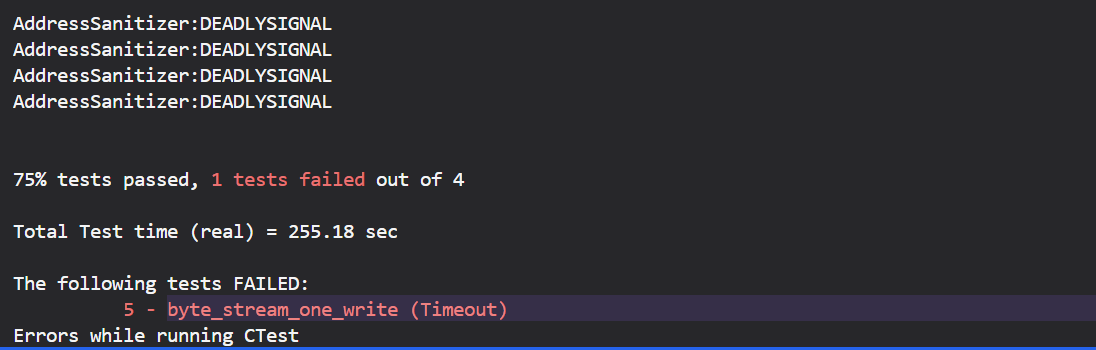 AddressSanitizer:DEADLYSIGNAL
AddressSanitizer:DEADLYSIGNAL
AddressSanitizer:DEADLYSIGNAL
AddressSanitizer:DEADLYSIGNAL
75% tests passed, 1 tests failed out of 4
Total Test time (real) = 255.18 sec
The following tests FAILED:
5 - byte_stream_one_write (Timeout)
Errors while running CTest